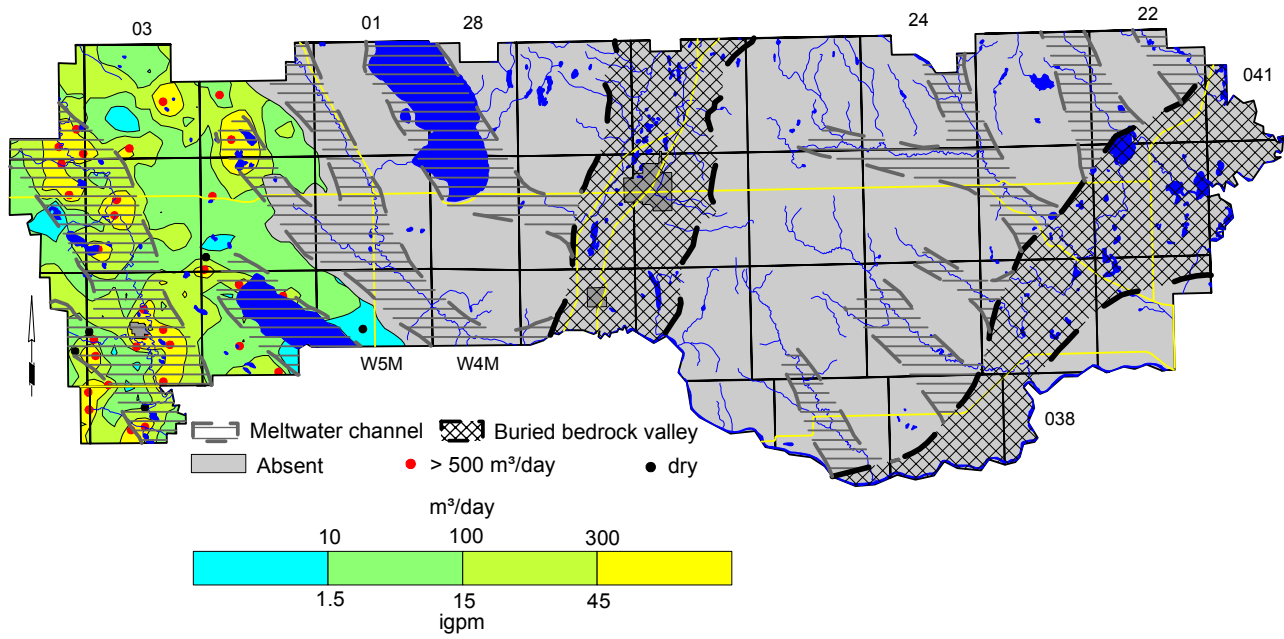 03 01 28 24 22
041
W5M W4M
038
Meltwater channel Buried bedrock valley
Absent > 500 m³/day dry
m³/day
10 100 300
1.5 15 45
igpm